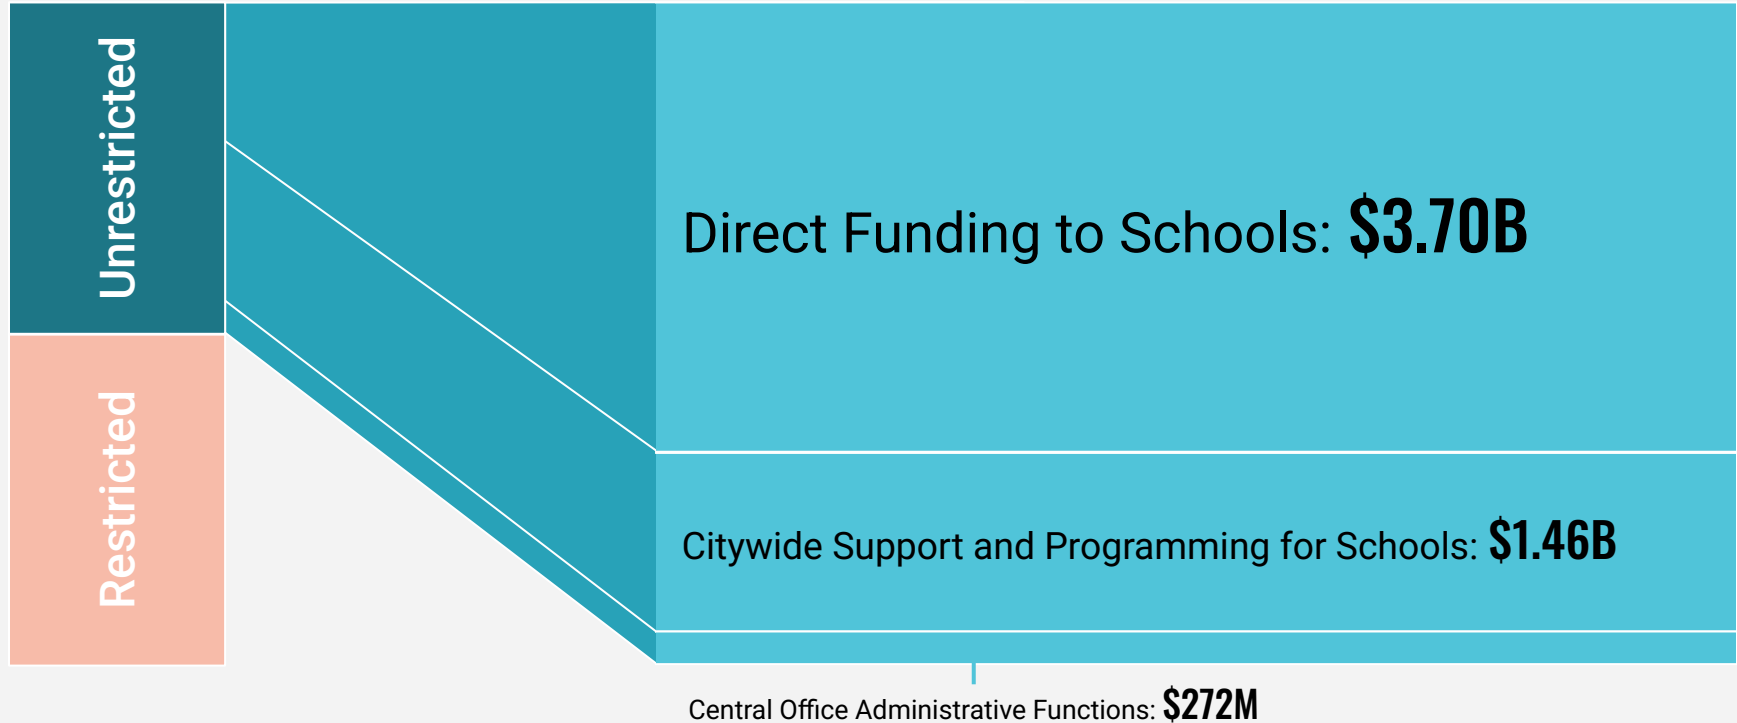 Unrestricted
Restricted
Direct Funding to Schools: $3.70B
Citywide Support and Programming for Schools: $1.46B
Central Office Administrative Functions: $272M